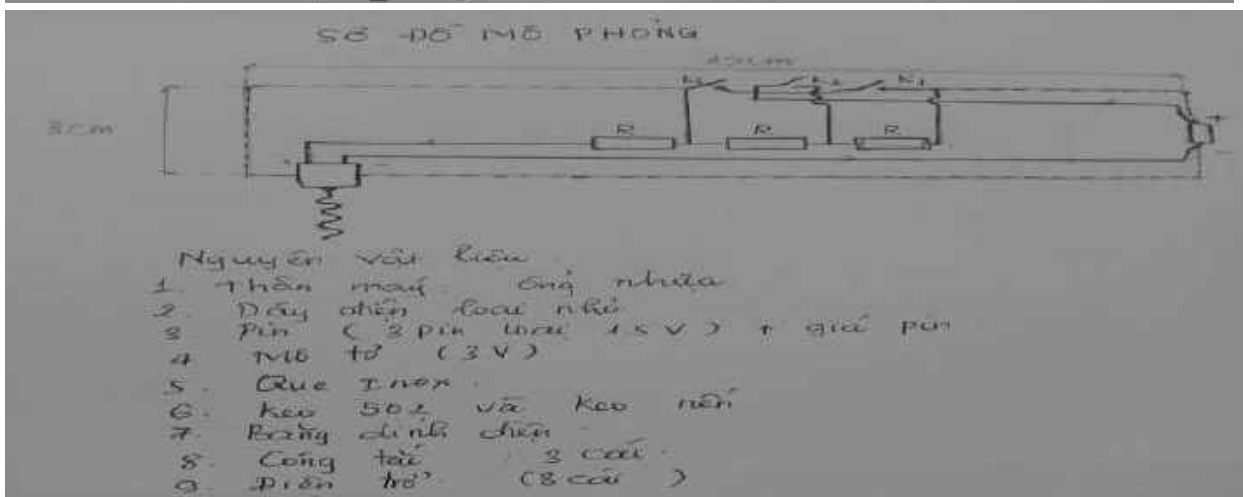 SƠ ĐỒ MÔ PHỎNG
3cm
K2 K1
R R R
+
-
Nguyên vật liệu
1. Thân máy ống nhựa
2. Dây điện loại nhỏ
3 Pin ( pin loại 1,5V ) + giá pin
4 Mô tơ (3V)
5. Que Inox.
6. Keo 502 và Keo nến
7. Băng dính điện
8. Công tắc 3 cái.
9. Điện trở (3 cái )